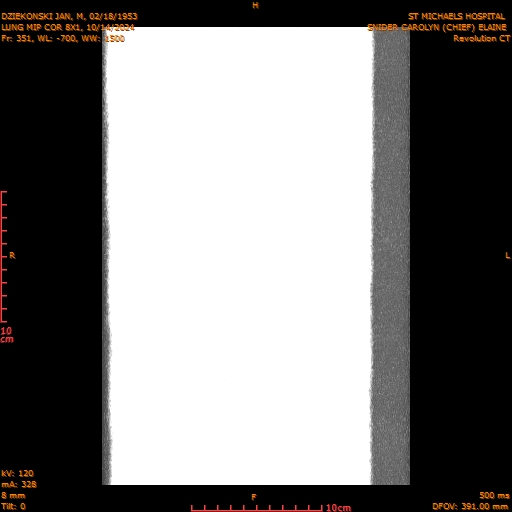 H
DZIEKONSKI JAN, M, 02/18/1953
ST MICHAELS HOSPITAL
LUNG MIP COR 8X1, 10/14/2024
SNIDER CAROLYN (CHIEF) ELAINE
Fr: 351, WL: -700, WW: 1500
Revolution CT
R
L
10
cm
kV: 120
mA: 328
8 mm
F
500 ms
Tilt: 0
10cm
DFOV: 391.00 mm